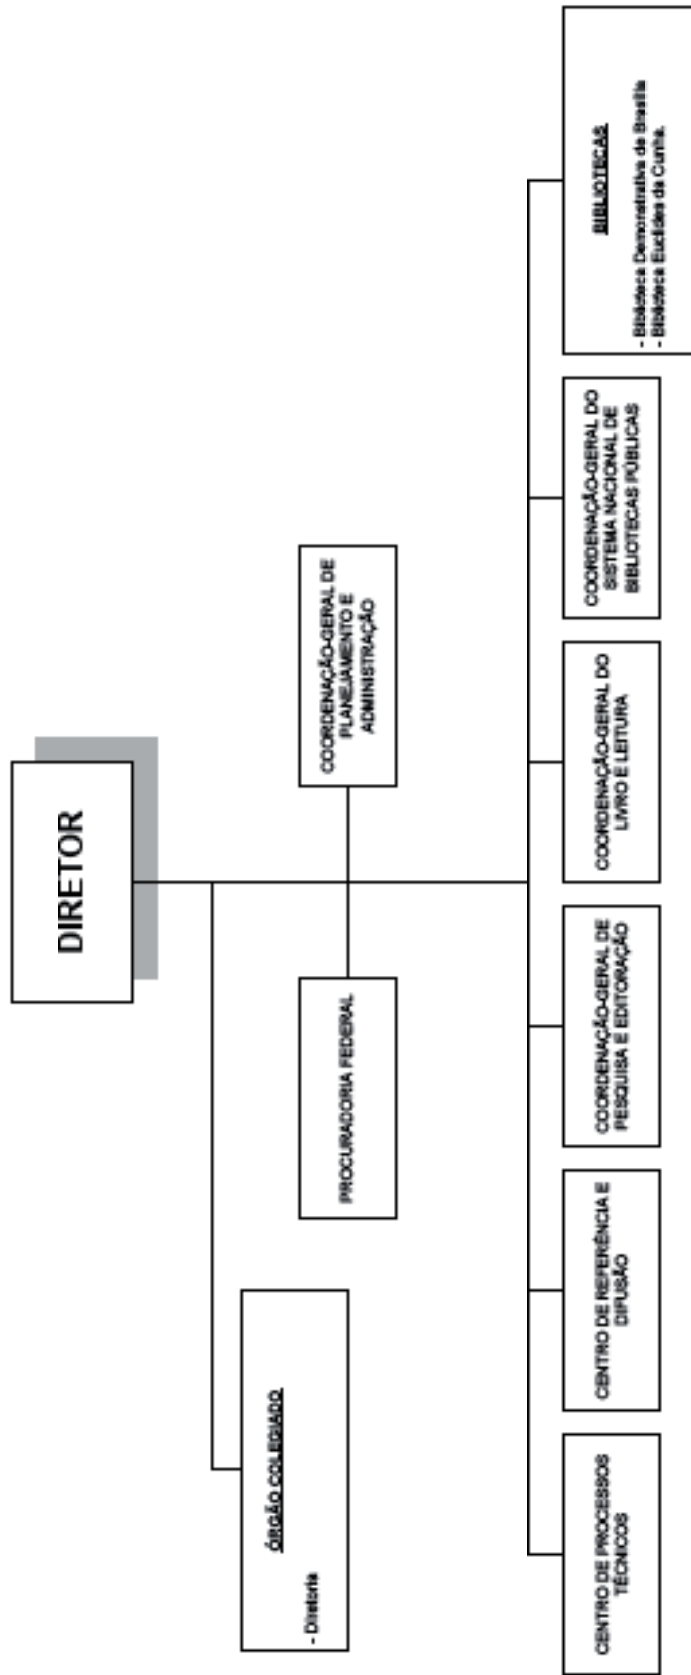 DIRETOR
ÓRGÃO COLEGIADO
- Diretoria
PROCURADORIA FEDERAL
COORDENAÇÃO-GERAL DE
PLANEJAMENTO E
ADMINISTRAÇÃO
CENTRO DE PROCESSOS
TÉCNICOS
CENTRO DE REFERÊNCIA E
DIFUSÃO
COORDENAÇÃO-GERAL DE
PESQUISA E EDITORAÇÃO
COORDENAÇÃO-GERAL DO
LIVRO E LEITURA
COORDENAÇÃO-GERAL DO
SISTEMA NACIONAL DE
BIBLIOTECAS PÚBLICAS
BIBLIOTECAS
- Biblioteca Demonstrativa de Brasília
- Biblioteca Euclides da Cunha.